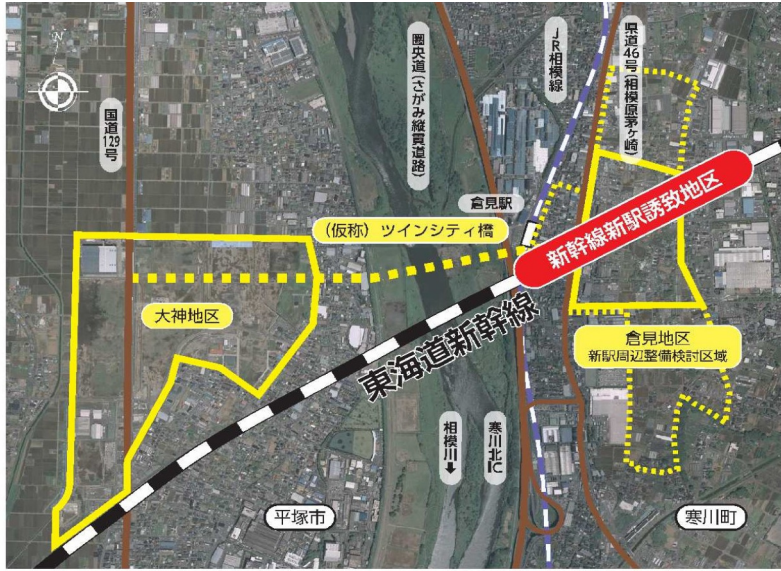 N
国道129号
圏央道(さがみ縦貫道路)
JR相模線
県道46号(相模原茅ヶ崎)
倉見駅
(仮称)ツインシティ橋
新幹線新駅誘致地区
大神地区
東海道新幹線
倉見地区
新駅周辺整備検討区域
相模川
寒川北IC
平塚市
寒川町